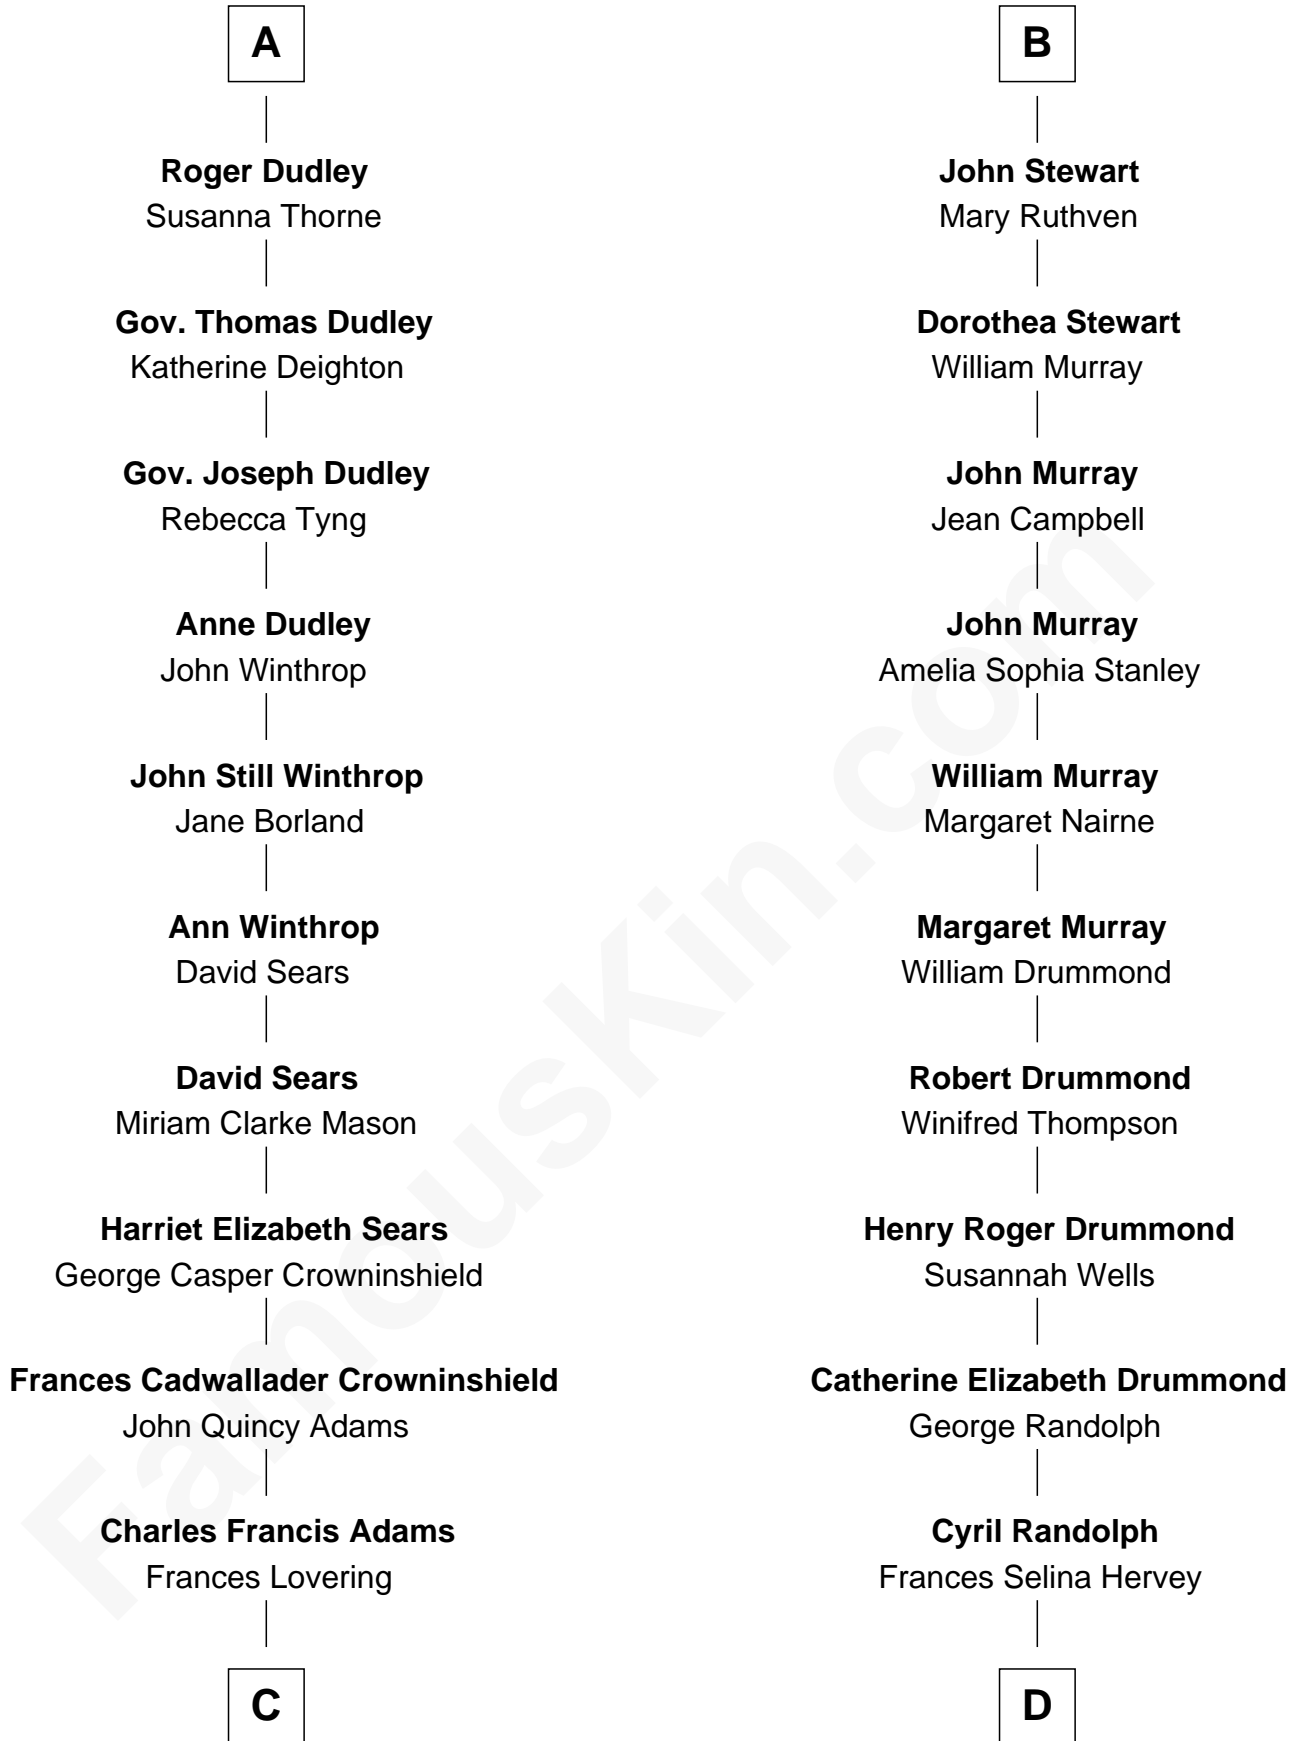 A
Roger Dudley
Susanna Thorne
Gov. Thomas Dudley
Katherine Deighton
Gov. Joseph Dudley
Rebecca Tyng
Anne Dudley
John Winthrop
John Still Winthrop
Jane Borland
Ann Winthrop
David Sears
David Sears
Miriam Clarke Mason
Harriet Elizabeth Sears
George Casper Crowninshield
Frances Cadwallader Crowninshield
John Quincy Adams
Charles Francis Adams
Frances Lovering
C
B
John Stewart
Mary Ruthven
Dorothea Stewart
William Murray
John Murray
Jean Campbell
John Murray
Amelia Sophia Stanley
William Murray
Margaret Nairne
Margaret Murray
William Drummond
Robert Drummond
Winifred Thompson
Henry Roger Drummond
Susannah Wells
Catherine Elizabeth Drummond
George Randolph
Cyril Randolph
Frances Selina Hervey
D
FamousKin.com